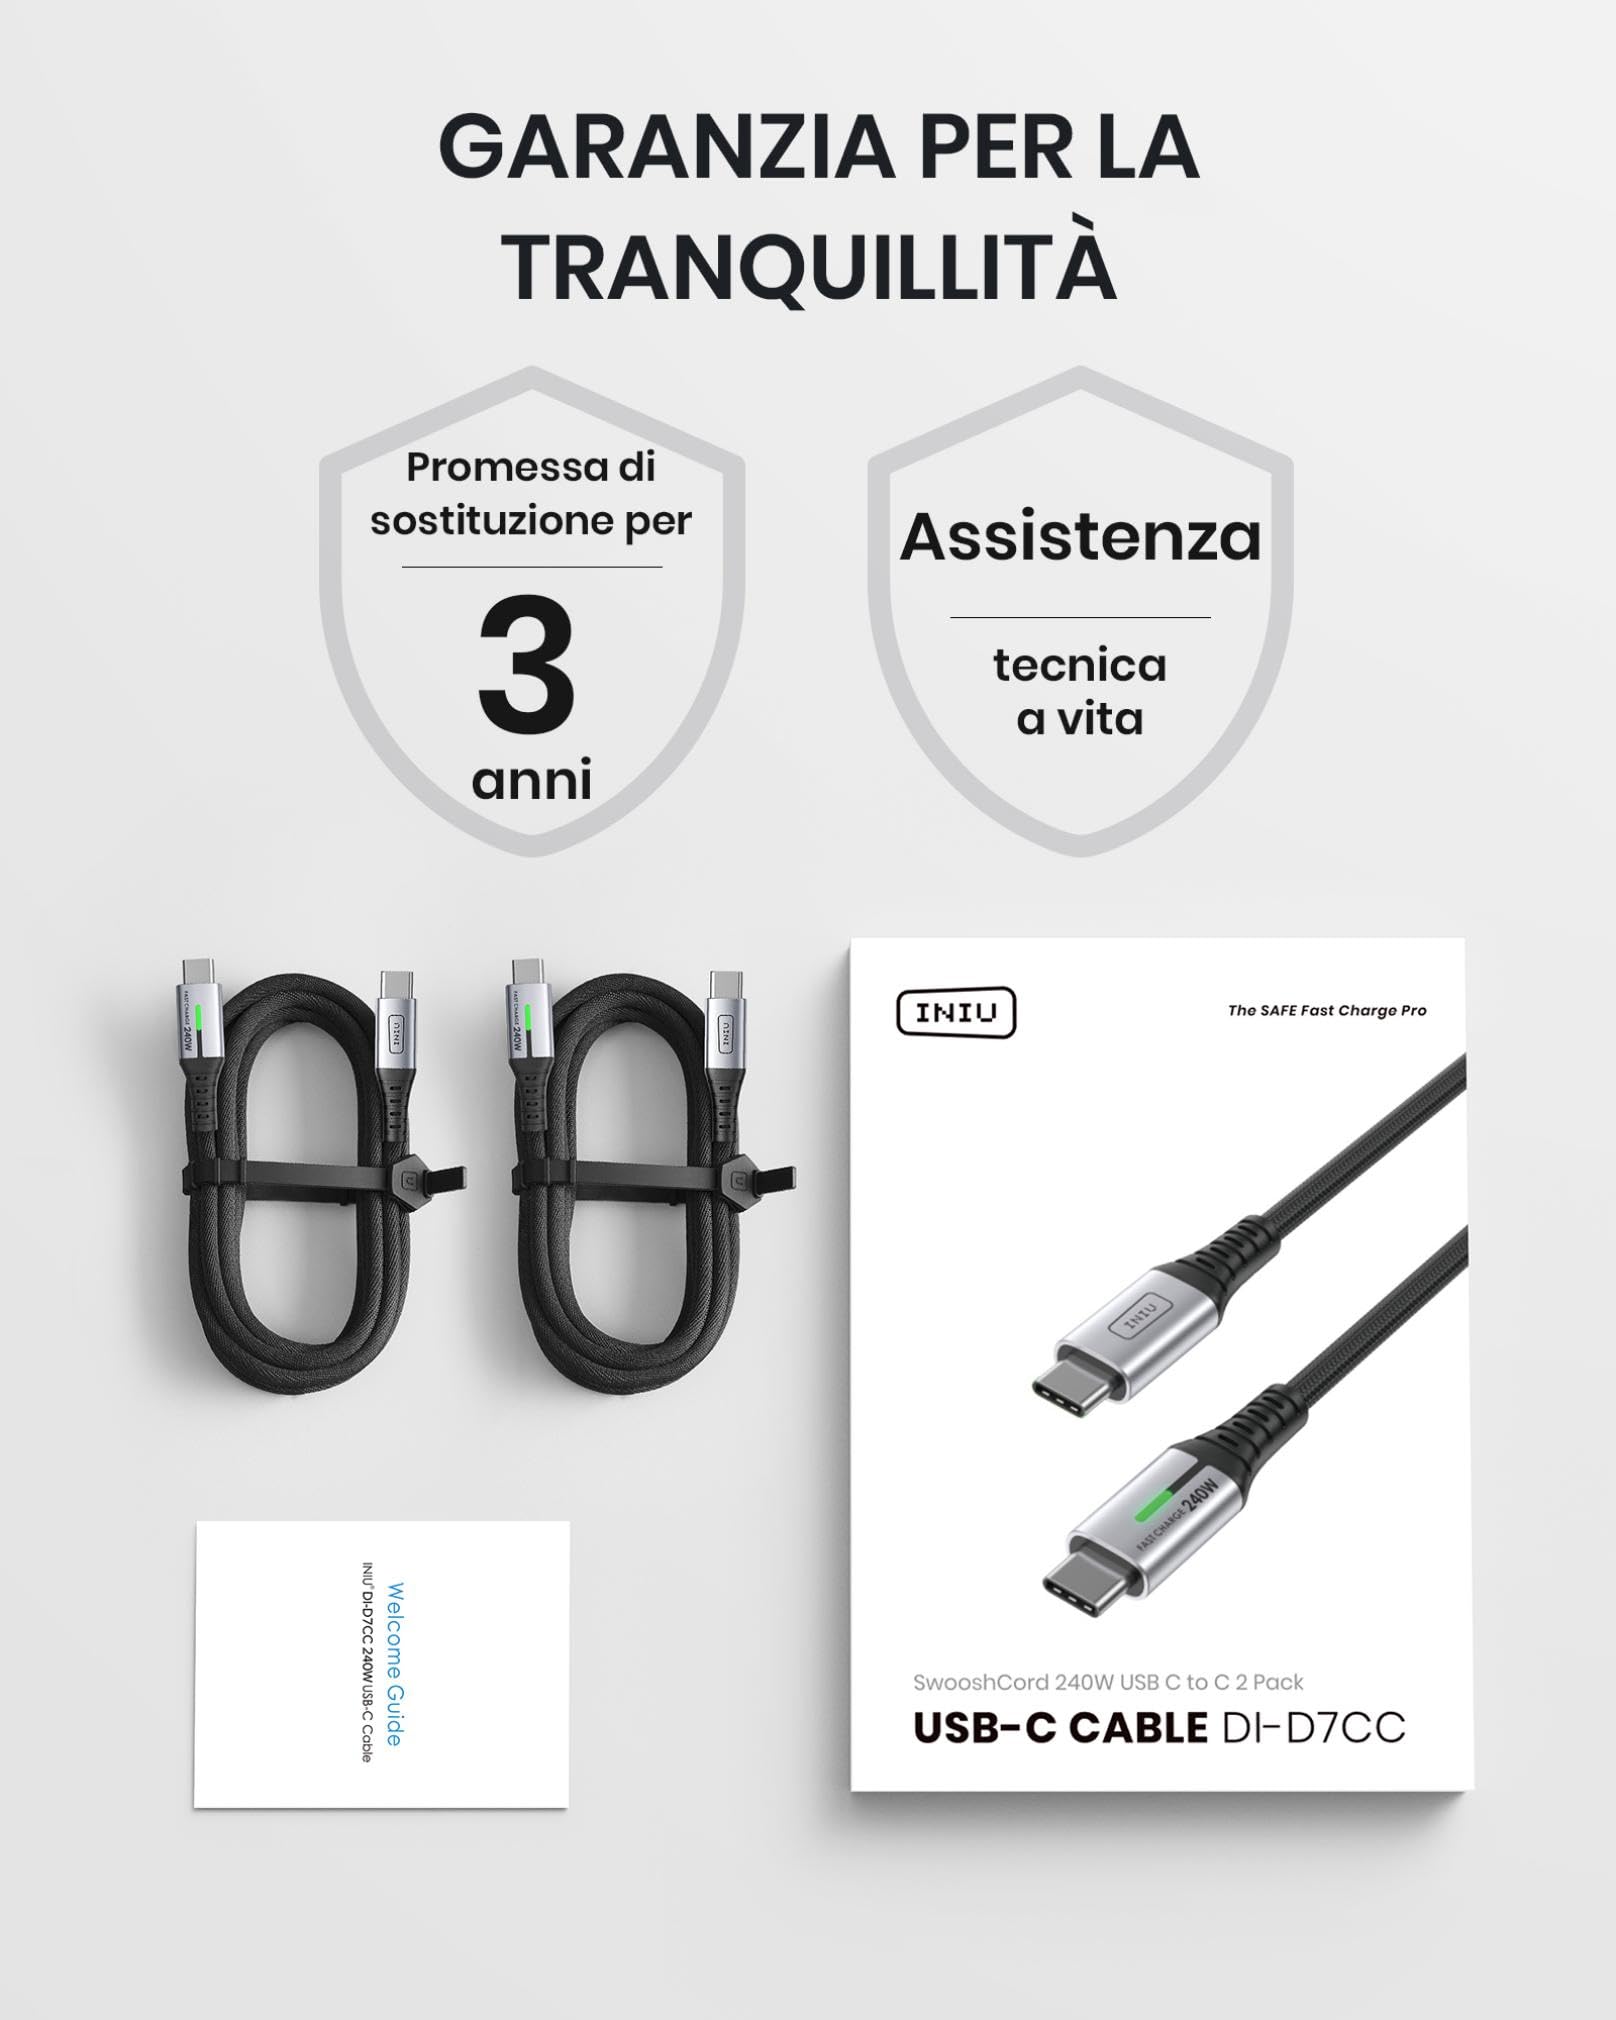 GARANZIA PER LA
TRANQUILLITÀ
Promessa di
sostituzione per
3
anni
Assistenza
tecnica
a vita
FAST CHARGE 240W
INIU
FAST CHARGE 240W
INIU
INIU
The SAFE Fast Charge Pro
INIU
FAST CHARGE 240W
SwooshCord 240W USB C to C 2 Pack
USB-C CABLE DI-D7CC
Welcome Guide
INIU® DI-D7CC 240W USB-C Cable